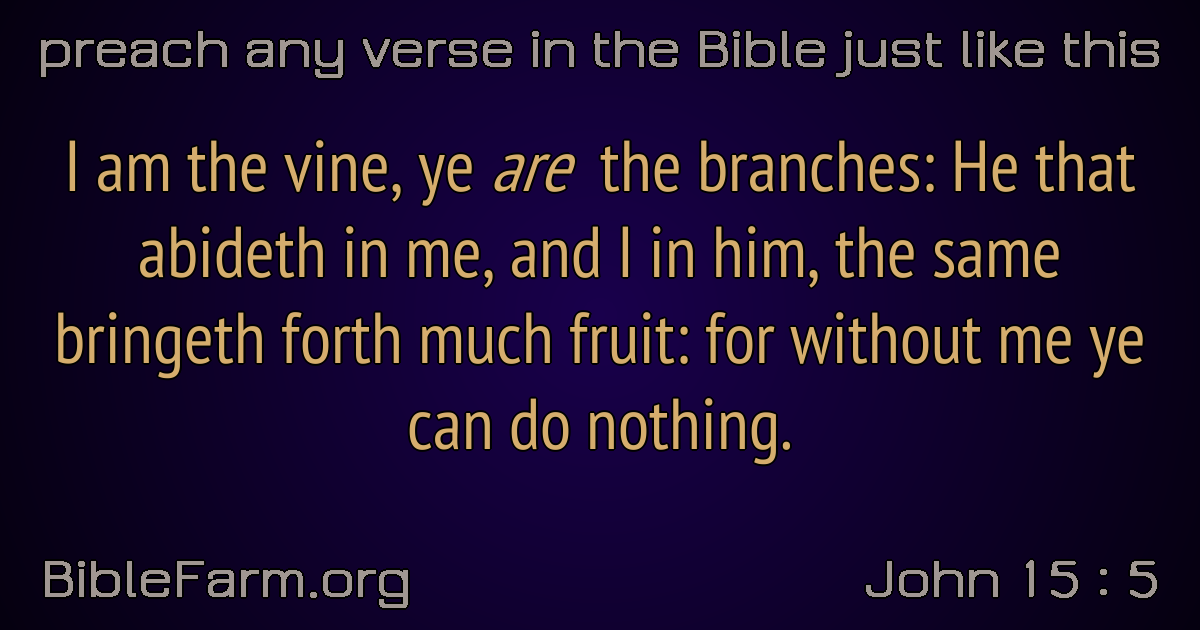 preach any verse in the Bible just like this
I am the vine, ye are the branches: He that
abideth in me, and I in him, the same
bringeth forth much fruit: for without me ye
can do nothing.
BibleFarm.org
John 15 : 5